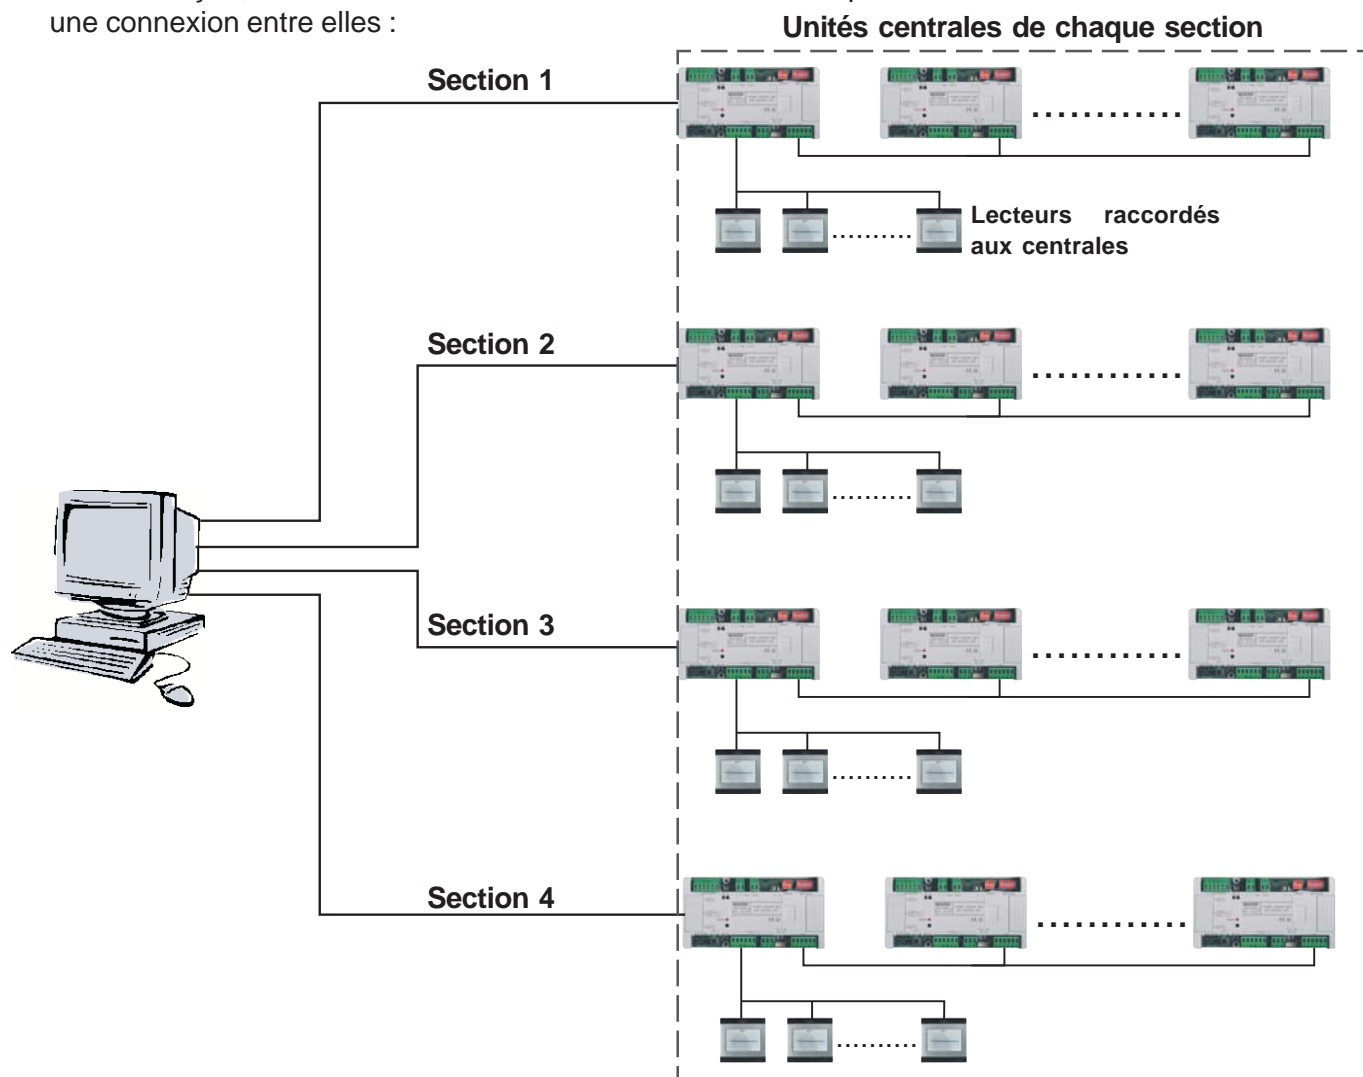 une connexion entre elles :
Unités centrales de chaque section
Section 1
Lecteurs raccordés
aux centrales
Section 2
Section 3
Section 4